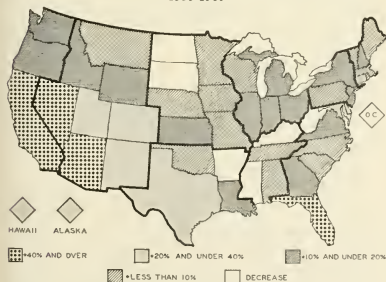 D C
HAWAII ALASKA
+40% AND OVER +20% AND UNDER 40% +10% AND UNDER 20%
+LESS THAN 10% DECREASE